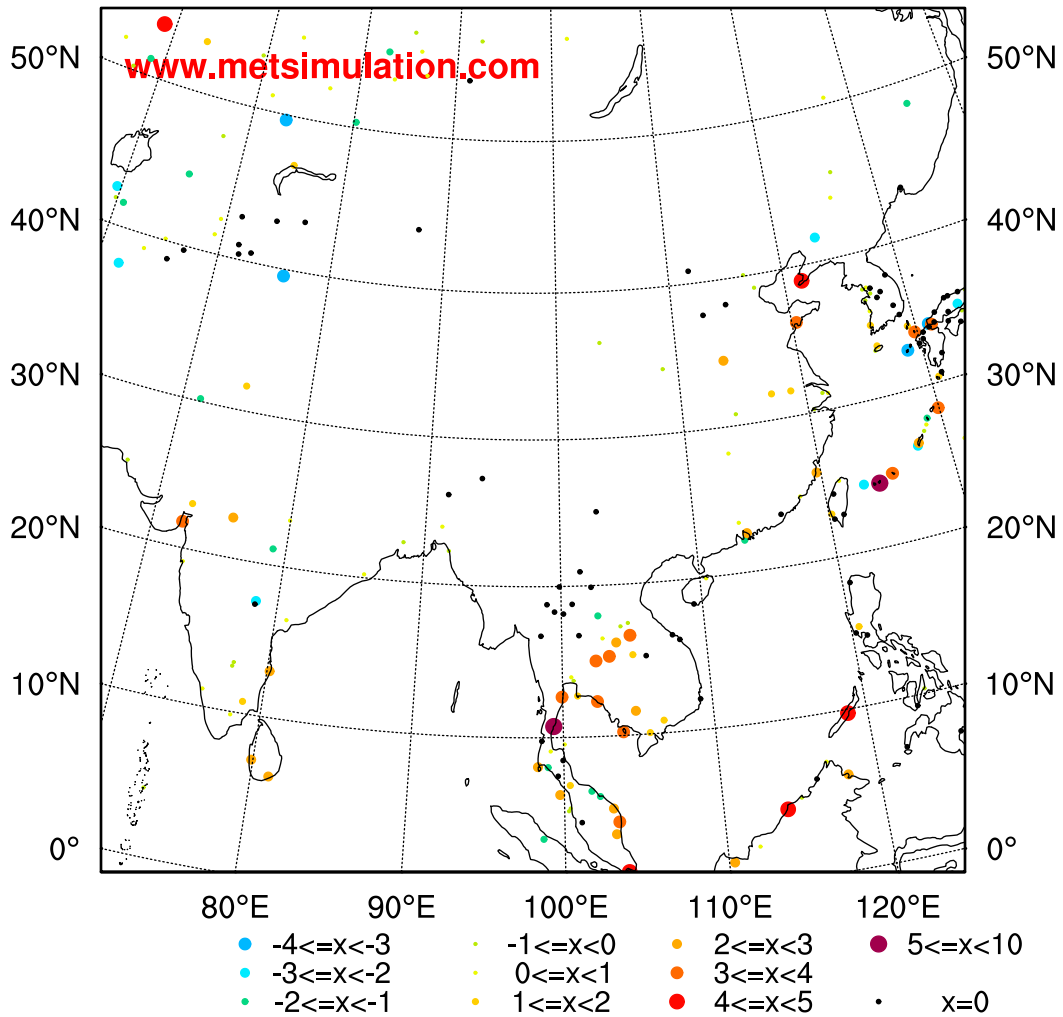 50°N 50°N
www.metsimulation.com
40°N 40°N
30°N 30°N
20°N 20°N
10°N 10°N
0° 0°
80°E 90°E 100°E 110°E 120°E
-4<=x<-3 -1<=x<0 2<=x<3 5<=x<10
-3<=x<-2 0<=x<1 3<=x<4
-2<=x<-1 1<=x<2 4<=x<5 x=0